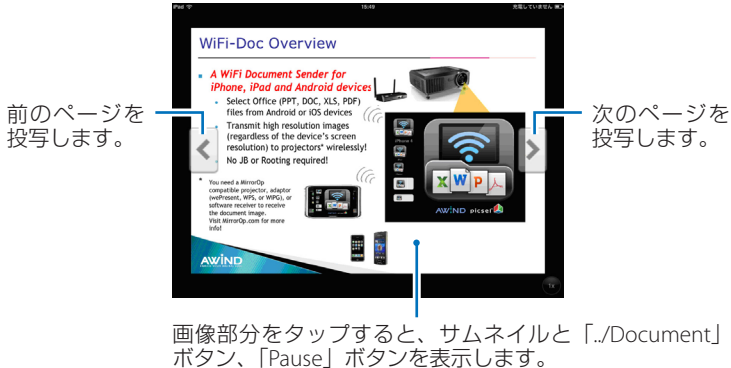 iPad
15:49
充電していません
WiFi-Doc Overview
A WiFi Document Sender for
iPhone, iPad and Android devices
Select Office (PPT, DOC, XLS, PDF)
files from Android or iOS devices
Transmit high resolution images
(regardless of the device's screen
resolution) to projectors* wirelessly!
No JB or Rooting required!
* You need a MirrorOp
compatible projector, adaptor
(wePresent, WPS, or WiPG), or
software receiver to receive
the document image.
Visit MirrorOp.com for more
info!
iPhone 4
X W P
AWIND picsel
AWIND
1X
前のページを
投写します。
次のページを
投写します。
画像部分をタップすると、サムネイルと「../Document」
ボタン、「Pause」ボタンを表示します。